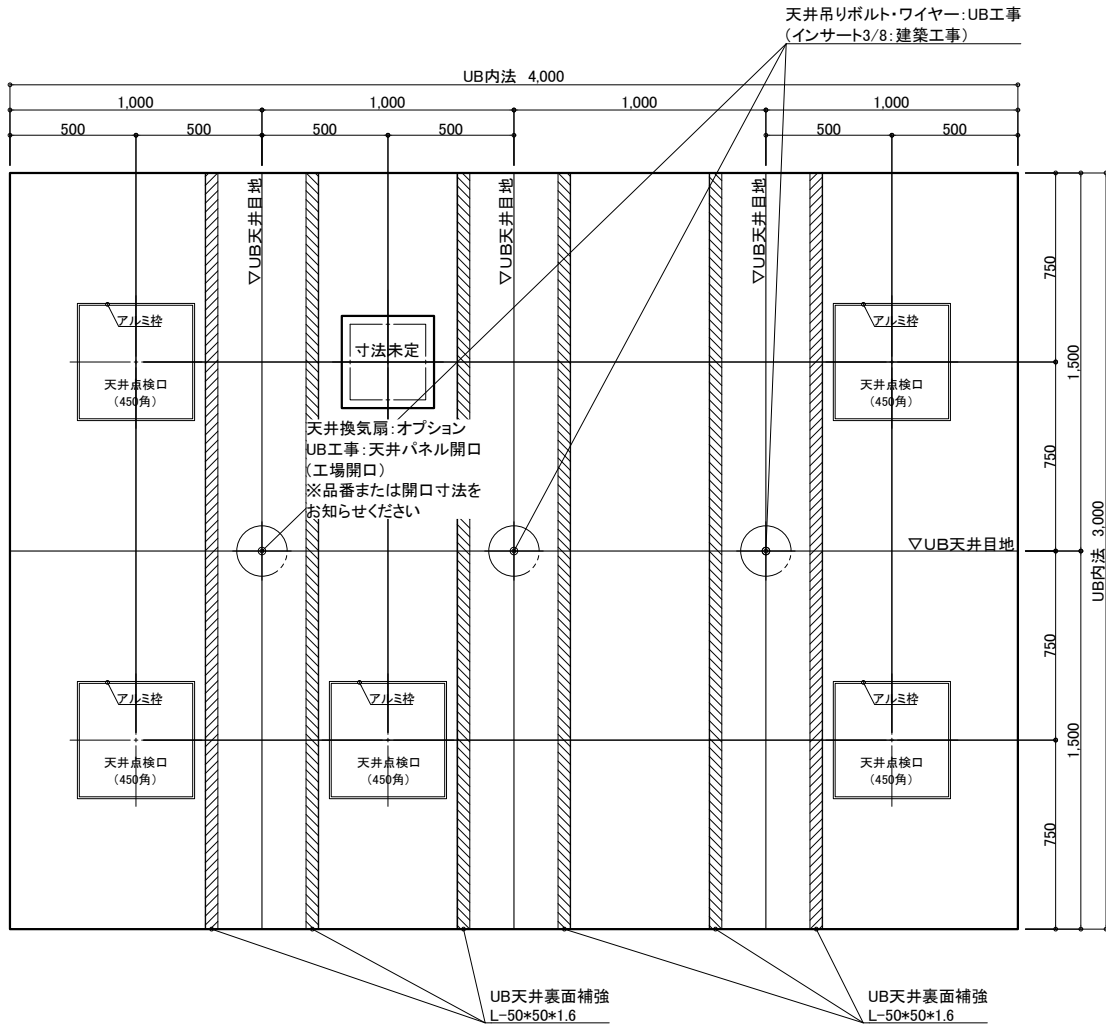 天井吊りボルト・ワイヤー:UB工事
(インサート3/8:建築工事)
UB内法 4,000
1,000
1,000
1,000
1,000
500
500
500
500
500
500
▽UB天井目地
▽UB天井目地
▽UB天井目地
アルミ枠
天井点検口
(450角)
寸法未定
アルミ枠
天井点検口
(450角)
天井換気扇:オプション
UB工事:天井パネル開口
(工場開口)
※品番または開口寸法を
お知らせください
▽UB天井目地
750
750
1,500
UB内法 3,000
750
750
1,500
アルミ枠
天井点検口
(450角)
アルミ枠
天井点検口
(450角)
アルミ枠
天井点検口
(450角)
UB天井裏面補強
L-50*50*1.6
UB天井裏面補強
L-50*50*1.6